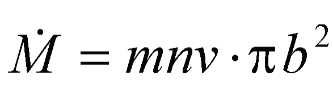 Ṁ = mnv · πb²